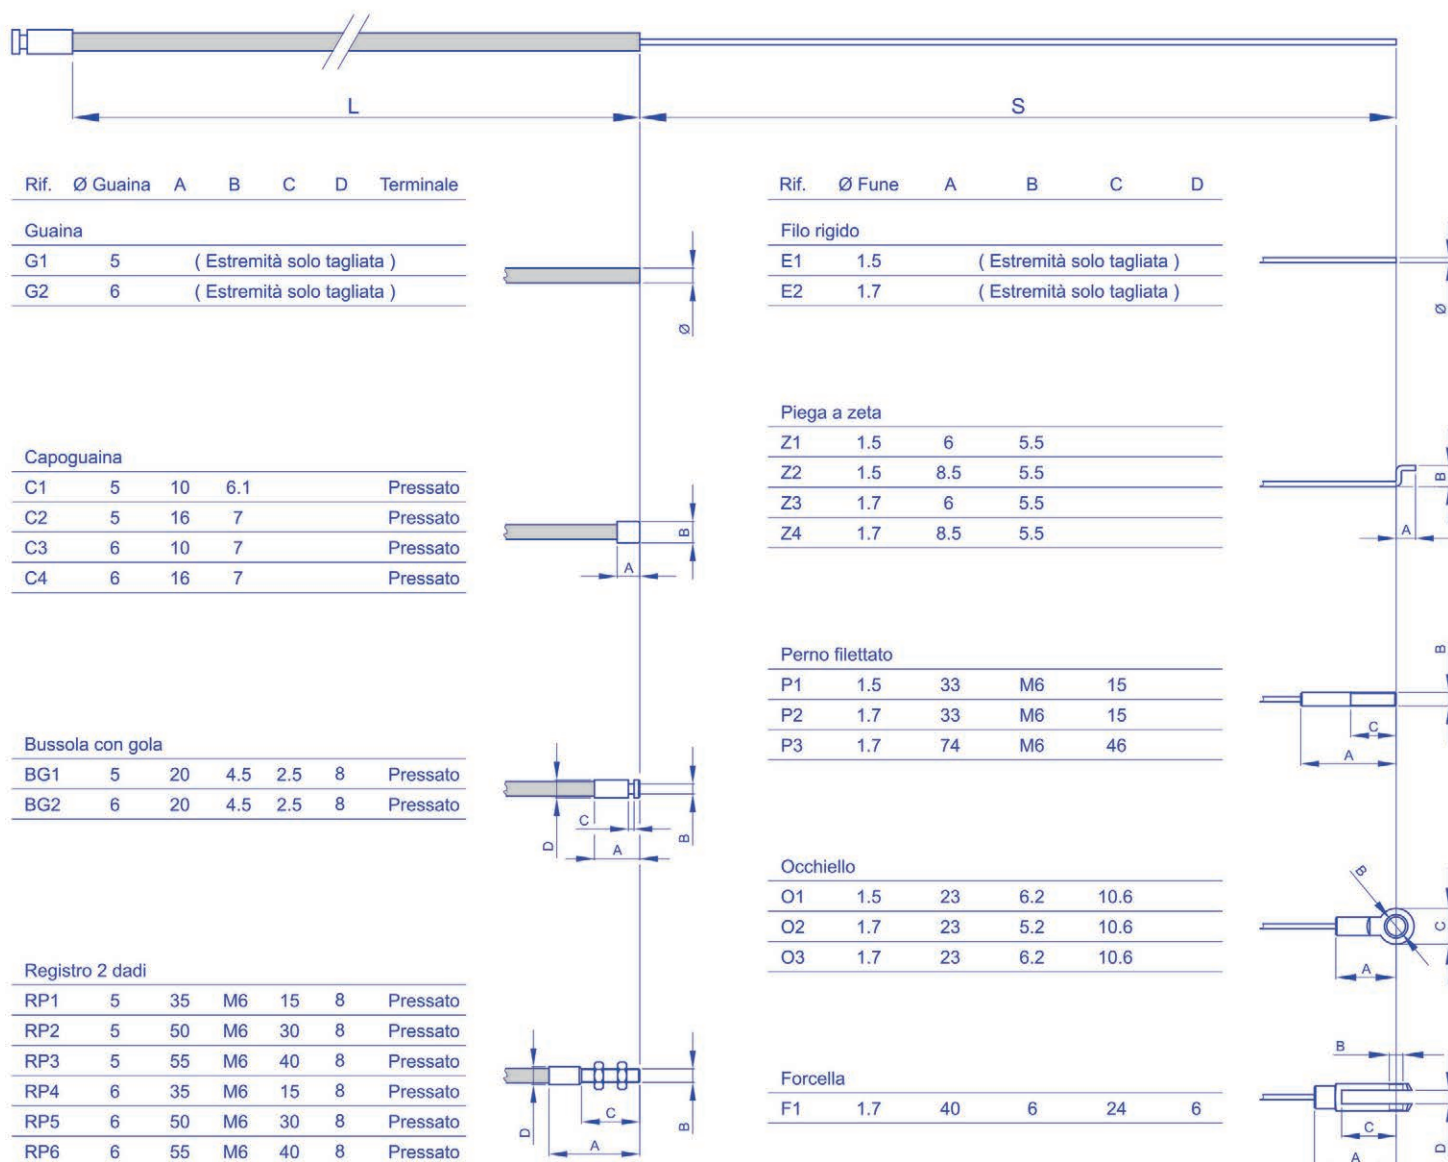 L
S
Rif. Ø Guaina A B C D Terminale
Guaina
G1 5 ( Estremità solo tagliata )
G2 6 ( Estremità solo tagliata )
Ø
Capoguaina
C1 5 10 6.1 Pressato
C2 5 16 7 Pressato
C3 6 10 7 Pressato
C4 6 16 7 Pressato
B
A
Bussola con gola
BG1 5 20 4.5 2.5 8 Pressato
BG2 6 20 4.5 2.5 8 Pressato
C
D
A
B
Registro 2 dadi
RP1 5 35 M6 15 8 Pressato
RP2 5 50 M6 30 8 Pressato
RP3 5 55 M6 40 8 Pressato
RP4 6 35 M6 15 8 Pressato
RP5 6 50 M6 30 8 Pressato
RP6 6 55 M6 40 8 Pressato
C
D
B
A
Rif. Ø Fune A B C D
Filo rigido
E1 1.5 ( Estremità solo tagliata )
E2 1.7 ( Estremità solo tagliata )
Ø
Piega a zeta
Z1 1.5 6 5.5
Z2 1.5 8.5 5.5
Z3 1.7 6 5.5
Z4 1.7 8.5 5.5
B
A
Perno filettato
P1 1.5 33 M6 15
P2 1.7 33 M6 15
P3 1.7 74 M6 46
B
C
A
Occhiello
O1 1.5 23 6.2 10.6
O2 1.7 23 5.2 10.6
O3 1.7 23 6.2 10.6
B
C
A
Forcella
F1 1.7 40 6 24 6
B
C
D
A